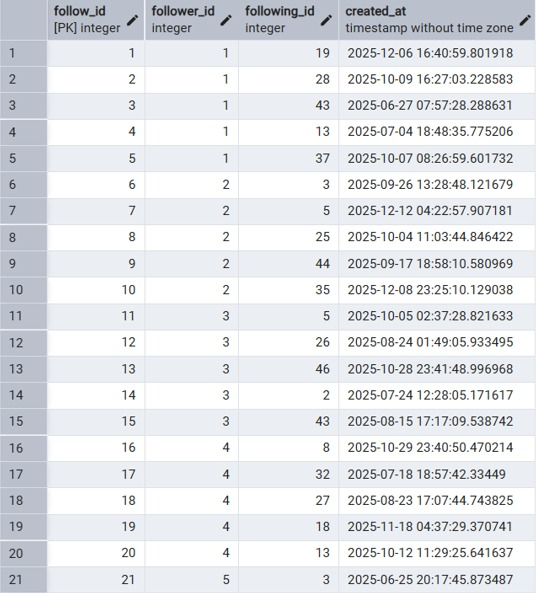 follow_id follower_id following_id created_at
[PK] integer integer integer timestamp without time zone
1 1 1 19 2025-12-06 16:40:59.801918
2 2 1 28 2025-10-09 16:27:03.228583
3 3 1 43 2025-06-27 07:57:28.288631
4 4 1 13 2025-07-04 18:48:35.775206
5 5 1 37 2025-10-07 08:26:59.601732
6 6 2 3 2025-09-26 13:28:48.121679
7 7 2 5 2025-12-12 04:22:57.907181
8 8 2 25 2025-10-04 11:03:44.846422
9 9 2 44 2025-09-17 18:58:10.580969
10 10 2 35 2025-12-08 23:25:10.129038
11 11 3 5 2025-10-05 02:37:28.821633
12 12 3 26 2025-08-24 01:49:05.933495
13 13 3 46 2025-10-28 23:41:48.996968
14 14 3 2 2025-07-24 12:28:05.171617
15 15 3 43 2025-08-15 17:17:09.538742
16 16 4 8 2025-10-29 23:40:50.470214
17 17 4 32 2025-07-18 18:57:42.33449
18 18 4 27 2025-08-23 17:07:44.743825
19 19 4 18 2025-11-18 04:37:29.370741
20 20 4 13 2025-10-12 11:29:25.641637
21 21 5 3 2025-06-25 20:17:45.873487